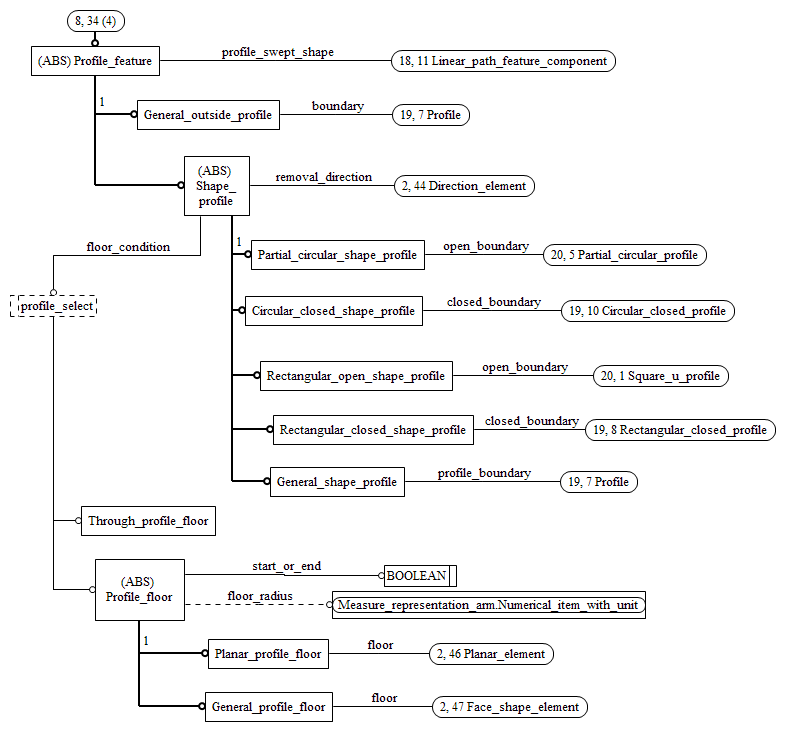 8, 34 (4)
(ABS) Profile_feature
profile_swept_shape
18, 11 Linear_path_feature_component
1
General_outside_profile
boundary
19, 7 Profile
(ABS)
Shape_
profile
removal_direction
2, 44 Direction_element
floor_condition
1
Partial_circular_shape_profile
open_boundary
20, 5 Partial_circular_profile
profile_select
Circular_closed_shape_profile
closed_boundary
19, 10 Circular_closed_profile
Rectangular_open_shape_profile
open_boundary
20, 1 Square_u_profile
Rectangular_closed_shape_profile
closed_boundary
19, 8 Rectangular_closed_profile
General_shape_profile
profile_boundary
19, 7 Profile
Through_profile_floor
(ABS)
Profile_floor
start_or_end
BOOLEAN
floor_radius
Measure_representation_arm.Numerical_item_with_unit
1
Planar_profile_floor
floor
2, 46 Planar_element
General_profile_floor
floor
2, 47 Face_shape_element